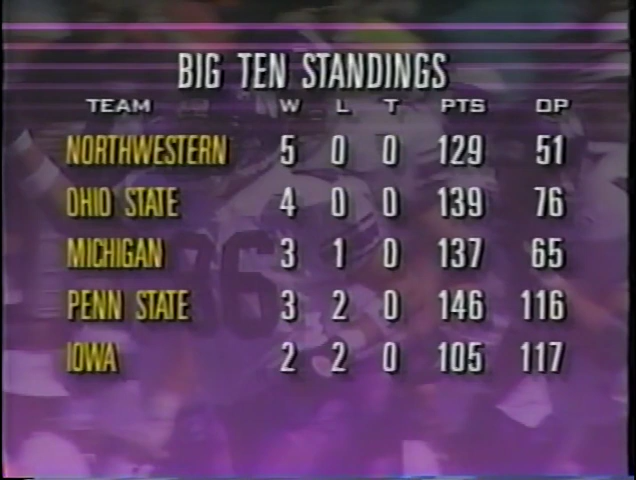 BIG TEN STANDINGS
TEAM W L T PTS OP
NORTHWESTERN 5 0 0 129 51
OHIO STATE 4 0 0 139 76
MICHIGAN 3 1 0 137 65
PENN STATE 3 2 0 146 116
IOWA 2 2 0 105 117